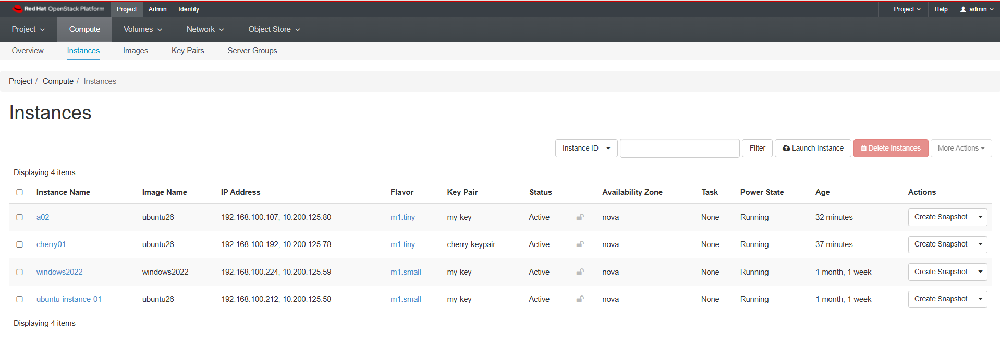 Red Hat OpenStack Platform Project Admin Identity Project Help admin
Project Compute Volumes Network Object Store
Overview Instances Images Key Pairs Server Groups
Project / Compute / Instances
Instances
Instance ID = Filter Launch Instance Delete Instances More Actions
Displaying 4 items
Instance Name Image Name IP Address Flavor Key Pair Status Availability Zone Task Power State Age Actions
a02 ubuntu26 192.168.100.107, 10.200.125.80 m1.tiny my-key Active nova None Running 32 minutes Create Snapshot
cherry01 ubuntu26 192.168.100.192, 10.200.125.78 m1.tiny cherry-keypair Active nova None Running 37 minutes Create Snapshot
windows2022 windows2022 192.168.100.224, 10.200.125.59 m1.small my-key Active nova None Running 1 month, 1 week Create Snapshot
ubuntu-instance-01 ubuntu26 192.168.100.212, 10.200.125.58 m1.small my-key Active nova None Running 1 month, 1 week Create Snapshot
Displaying 4 items